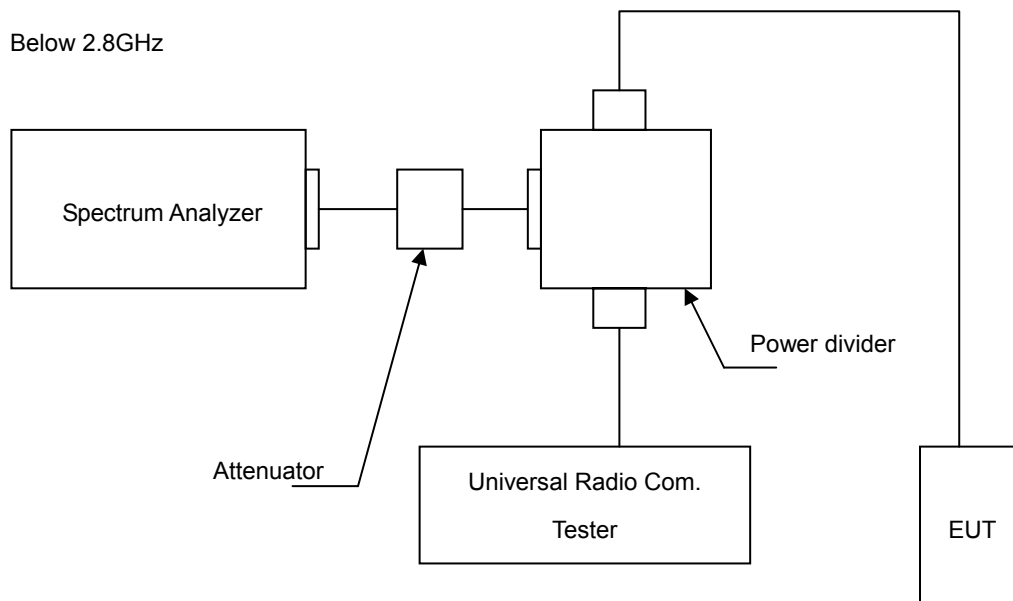 Below 2.8GHz
Spectrum Analyzer
Power divider
Attenuator
Universal Radio Com.
Tester
EUT